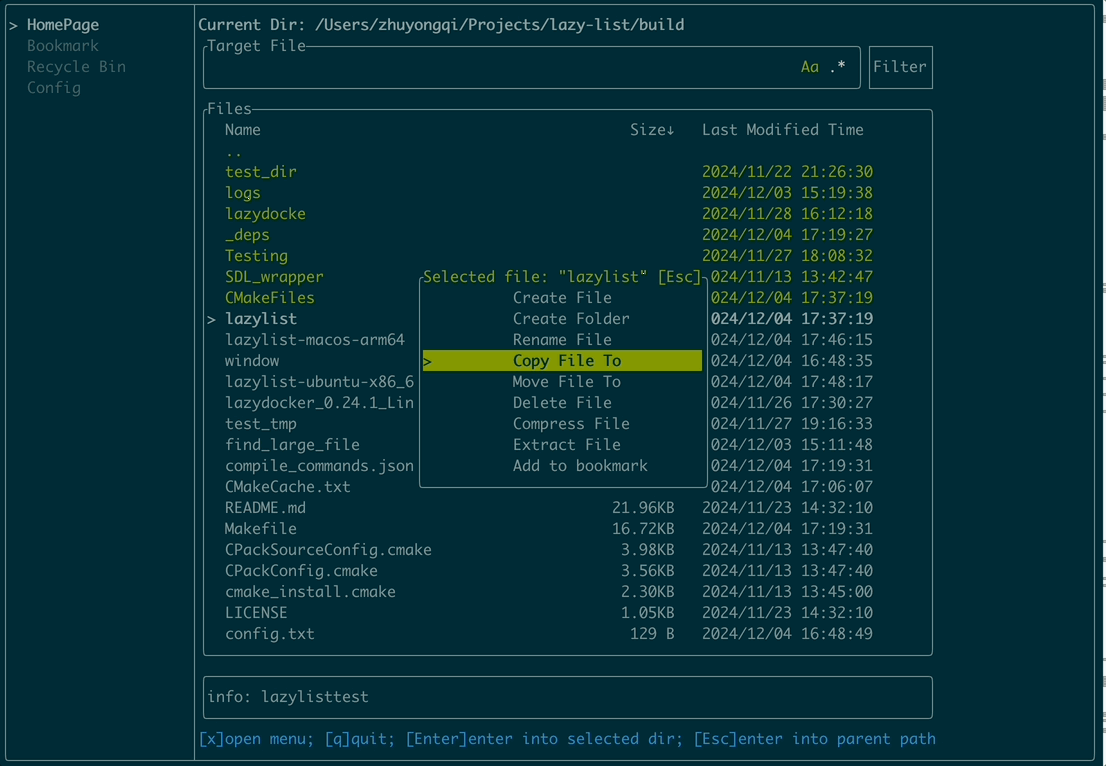 > HomePage
Bookmark
Recycle Bin
Config
Current Dir: /Users/zhuyongqi/Projects/lazy-list/build
Target File
Aa .*
Filter
Files
Name Size↓ Last Modified Time
..
test_dir 2024/11/22 21:26:30
logs 2024/12/03 15:19:38
lazydocke 2024/11/28 16:12:18
_deps 2024/12/04 17:19:27
Testing 2024/11/27 18:08:32
SDL_wrapper 024/11/13 13:42:47
CMakeFiles 024/12/04 17:37:19
> lazylist 024/12/04 17:37:19
lazylist-macos-arm64 024/12/04 17:46:15
window 024/12/04 16:48:35
lazylist-ubuntu-x86_6 024/12/04 17:48:17
lazydocker_0.24.1_Lin 024/11/26 17:30:27
test_tmp 024/11/27 19:16:33
find_large_file 024/12/03 15:11:48
compile_commands.json 024/12/04 17:19:31
CMakeCache.txt 024/12/04 17:06:07
README.md 21.96KB 2024/11/23 14:32:10
Makefile 16.72KB 2024/12/04 17:19:31
CPackSourceConfig.cmake 3.98KB 2024/11/13 13:47:40
CPackConfig.cmake 3.56KB 2024/11/13 13:47:40
cmake_install.cmake 2.30KB 2024/11/13 13:45:00
LICENSE 1.05KB 2024/11/23 14:32:10
config.txt 129 B 2024/12/04 16:48:49
Selected file: "lazylist" [Esc]
Create File
Create Folder
Rename File
> Copy File To
Move File To
Delete File
Compress File
Extract File
Add to bookmark
info: lazylisttest
[x]open menu; [q]quit; [Enter]enter into selected dir; [Esc]enter into parent path